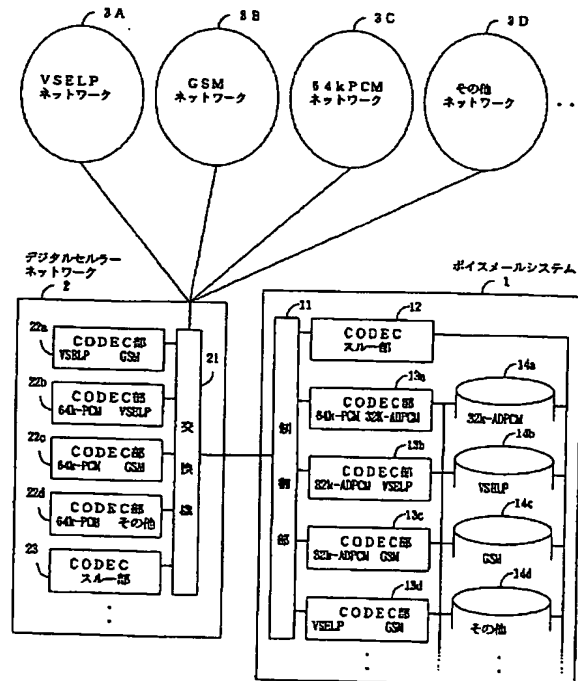 3A
3B
3C
3D
VSELP
ネットワーク
GSM
ネットワーク
64kPCM
ネットワーク
その他
ネットワーク
デジタルセルラー
ネットワーク
2
ボイスメールシステム
1
22a
CODEC部
VSELP GSM
22b
CODEC部
64k-PCM VSELP
22c
CODEC部
64k-PCM GSM
22d
CODEC部
64k-PCM その他
23
CODEC
スルー部
21
交換機
11
制御部
12
CODEC
スルー部
13a
CODEC部
64k-PCM 32K-ADPCM
13b
CODEC部
32k-ADPCM VSELP
13c
CODEC部
32k-ADPCM GSM
13d
CODEC部
VSELP GSM
14a
32k-ADPCM
14b
VSELP
14c
GSM
14d
その他